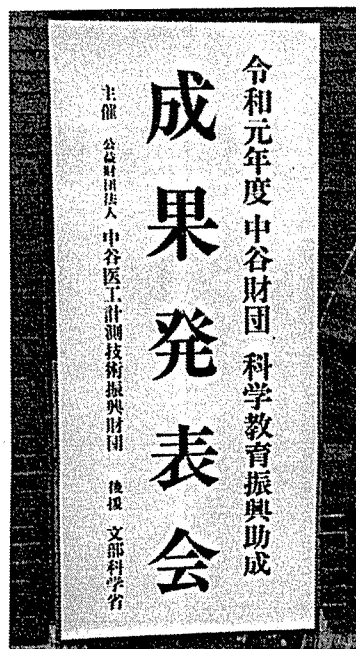 令和元年度 中谷財団 科学教育振興助成
成果発表会
主催 公益財団法人 中谷医工計測技術振興財団 後援 文部科学省